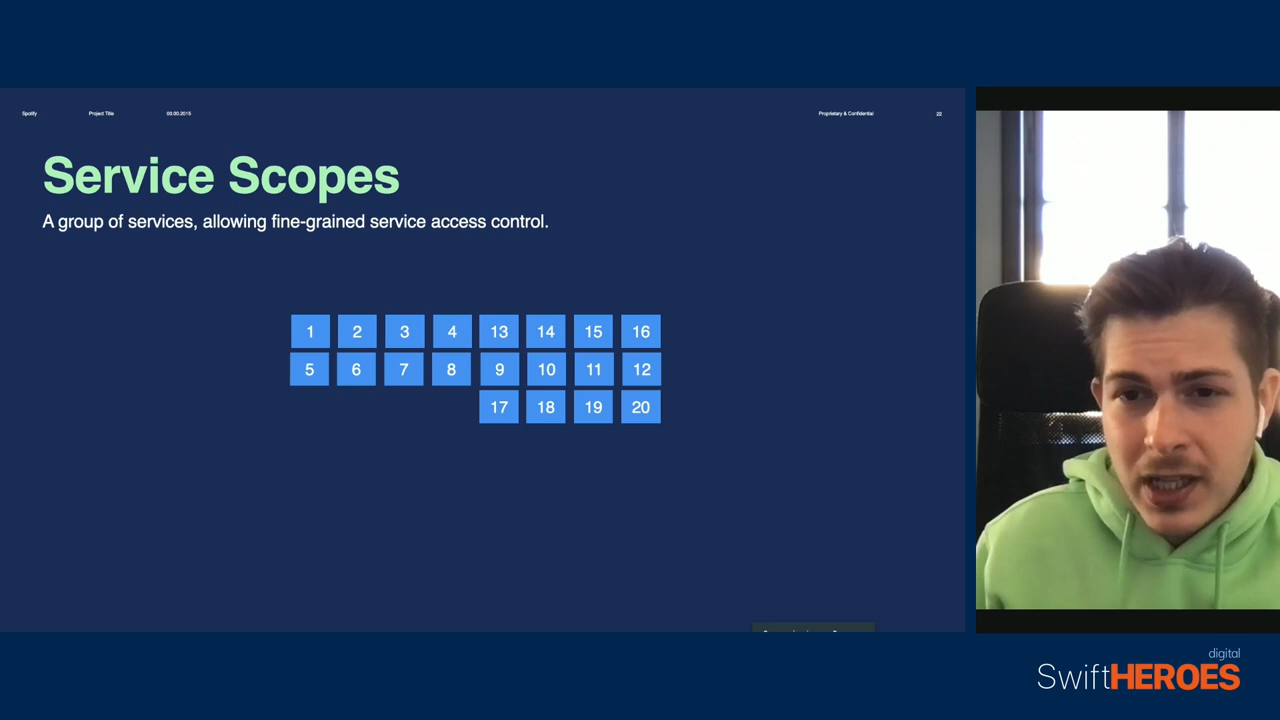 Spotify Project Title 00.00.2015 Proprietary & Confidential 22
Service Scopes
A group of services, allowing fine-grained service access control.
1 2 3 4 13 14 15 16
5 6 7 8 9 10 11 12
17 18 19 20
digital
SwiftHEROES